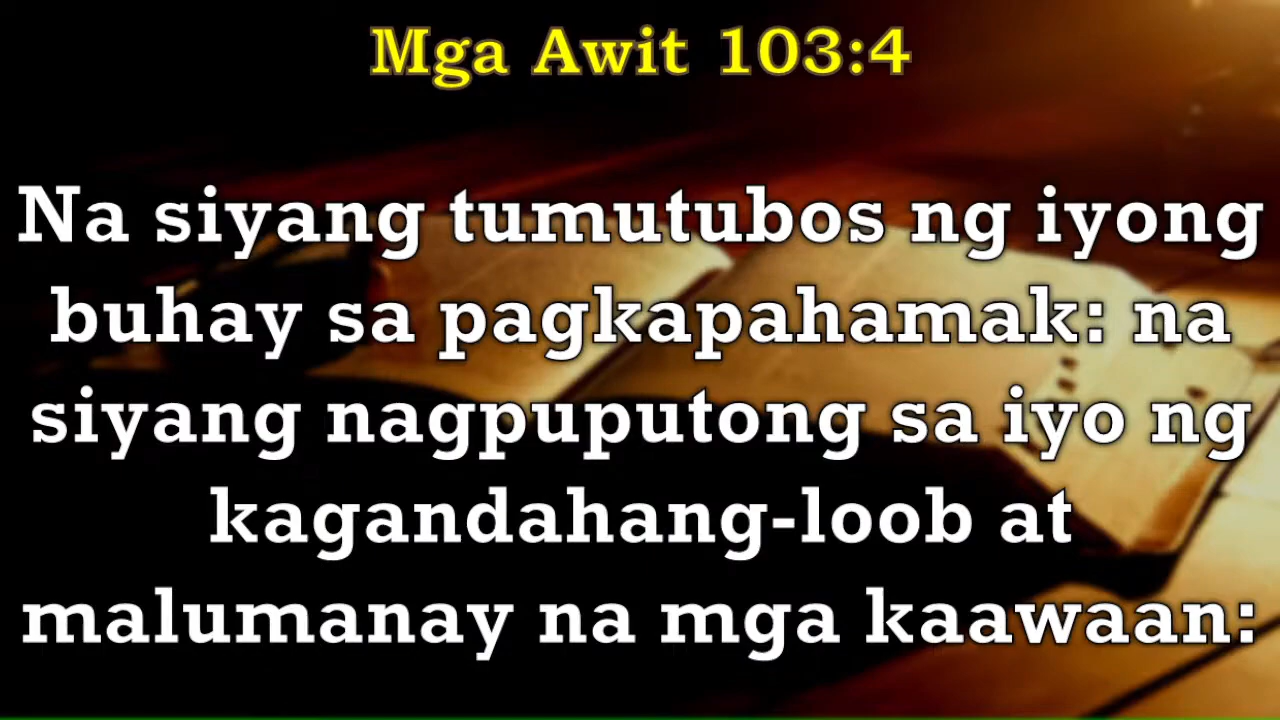 Mga Awit 103:4
Na siyang tumutubos ng iyong
buhay sa pagkapahamak: na
siyang nagpuputong sa iyo ng
kagandahang-loob at
malumanay na mga kaawaan: